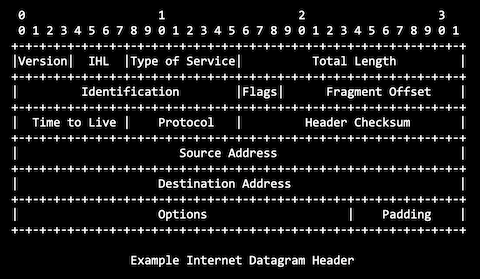 0                   1                   2                   3
0 1 2 3 4 5 6 7 8 9 0 1 2 3 4 5 6 7 8 9 0 1 2 3 4 5 6 7 8 9 0 1
+-+-+-+-+-+-+-+-+-+-+-+-+-+-+-+-+-+-+-+-+-+-+-+-+-+-+-+-+-+-+-+-+
|Version|  IHL  |Type of Service|          Total Length         |
+-+-+-+-+-+-+-+-+-+-+-+-+-+-+-+-+-+-+-+-+-+-+-+-+-+-+-+-+-+-+-+-+
|         Identification        |Flags|      Fragment Offset    |
+-+-+-+-+-+-+-+-+-+-+-+-+-+-+-+-+-+-+-+-+-+-+-+-+-+-+-+-+-+-+-+-+
|  Time to Live |    Protocol   |         Header Checksum       |
+-+-+-+-+-+-+-+-+-+-+-+-+-+-+-+-+-+-+-+-+-+-+-+-+-+-+-+-+-+-+-+-+
|                       Source Address                          |
+-+-+-+-+-+-+-+-+-+-+-+-+-+-+-+-+-+-+-+-+-+-+-+-+-+-+-+-+-+-+-+-+
|                    Destination Address                        |
+-+-+-+-+-+-+-+-+-+-+-+-+-+-+-+-+-+-+-+-+-+-+-+-+-+-+-+-+-+-+-+-+
|                    Options                    |    Padding    |
+-+-+-+-+-+-+-+-+-+-+-+-+-+-+-+-+-+-+-+-+-+-+-+-+-+-+-+-+-+-+-+-+
Example Internet Datagram Header